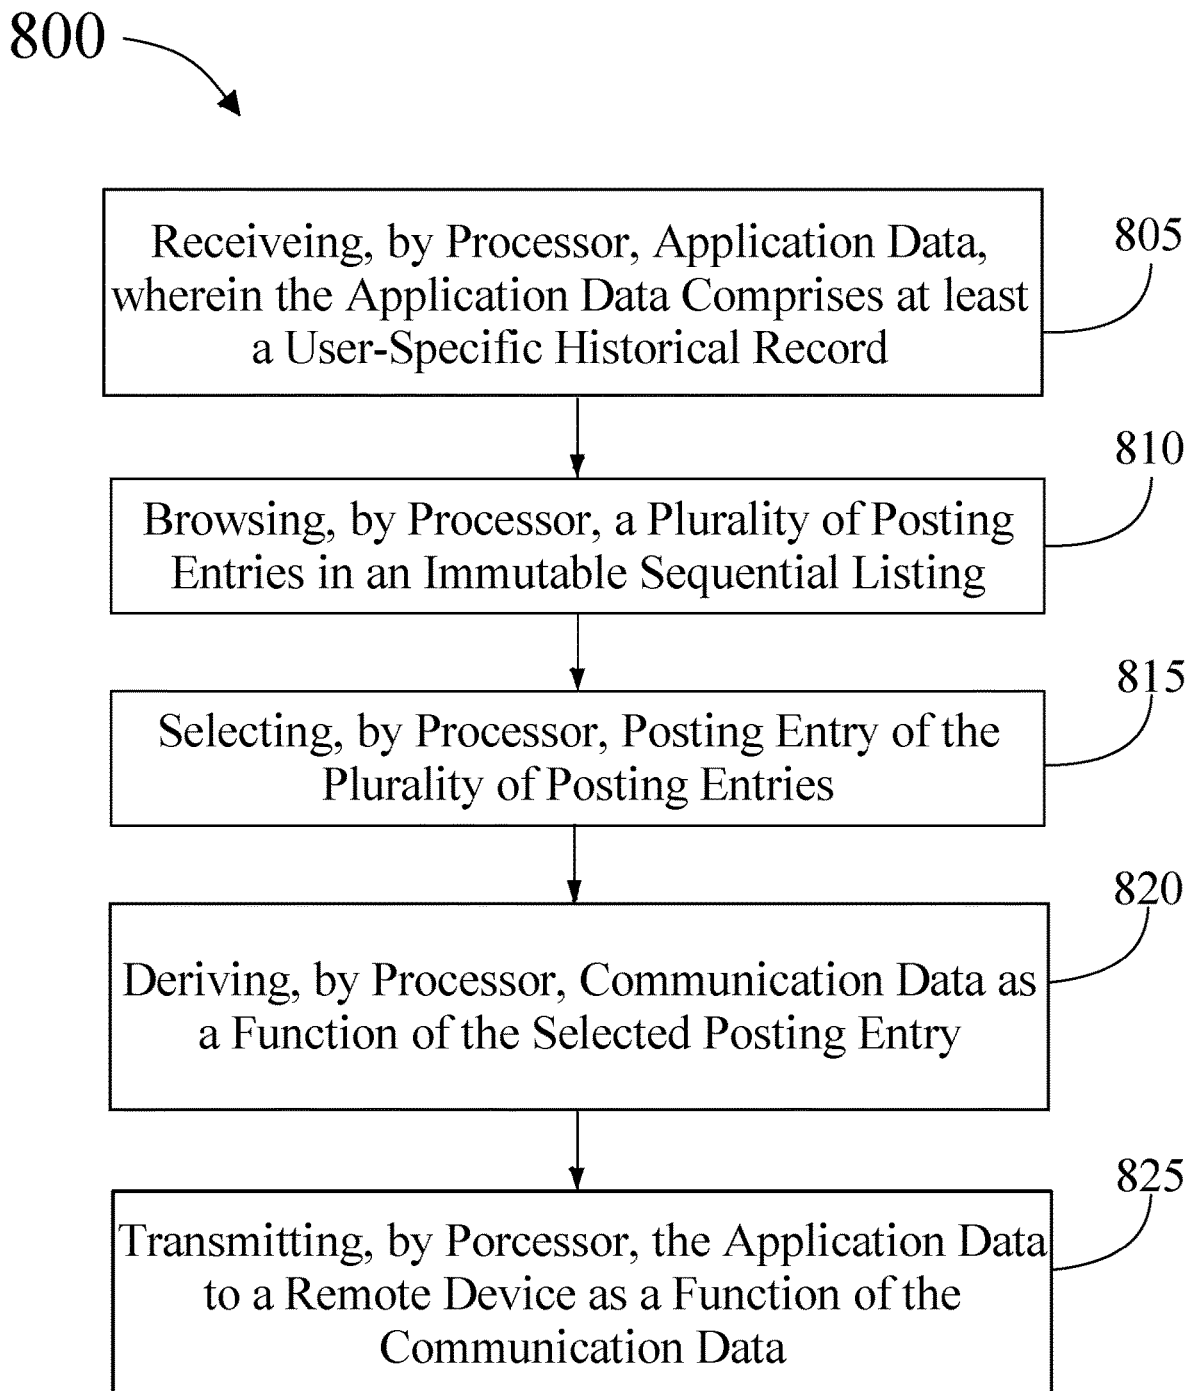 800
Receiveing, by Processor, Application Data,
wherein the Application Data Comprises at least
a User-Specific Historical Record
805
Browsing, by Processor, a Plurality of Posting
Entries in an Immutable Sequential Listing
810
Selecting, by Processor, Posting Entry of the
Plurality of Posting Entries
815
Deriving, by Processor, Communication Data as
a Function of the Selected Posting Entry
820
Transmitting, by Porcessor, the Application Data
to a Remote Device as a Function of the
Communication Data
825